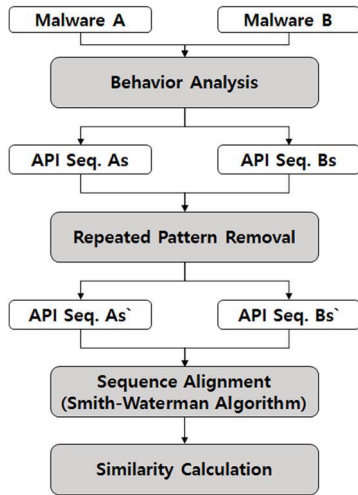 Malware A
Malware B
Behavior Analysis
API Seq. As
API Seq. Bs
Repeated Pattern Removal
API Seq. As`
API Seq. Bs`
Sequence Alignment
(Smith-Waterman Algorithm)
Similarity Calculation